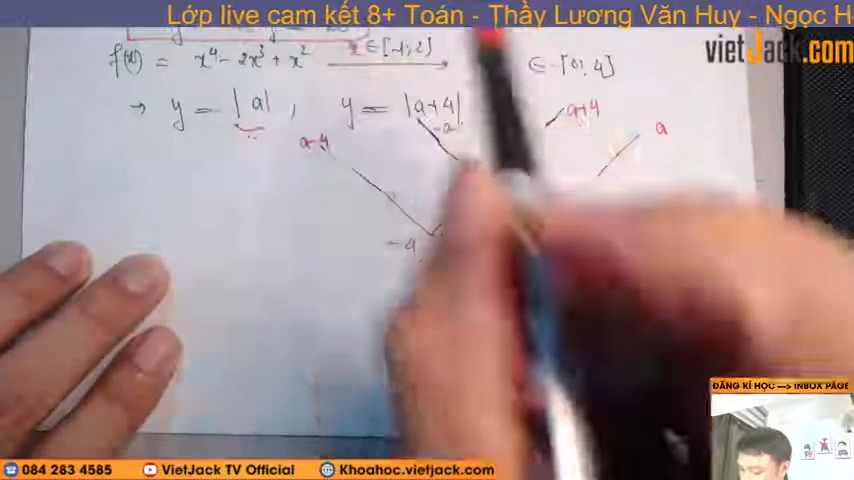 Lớp live cam kết 8+ Toán - Thầy Lương Văn Huy - Ngọc H
vietJack.com
f(x) = x⁴ - 2x³ + x² x∈[-1;2] ∈ [0;4]
→ y = |a| , y = |a+4|
-a
a+4
a
-4
ĐĂNG KÍ HỌC —> INBOX PAGE
084 283 4585 VietJack TV Official Khoahoc.vietjack.com